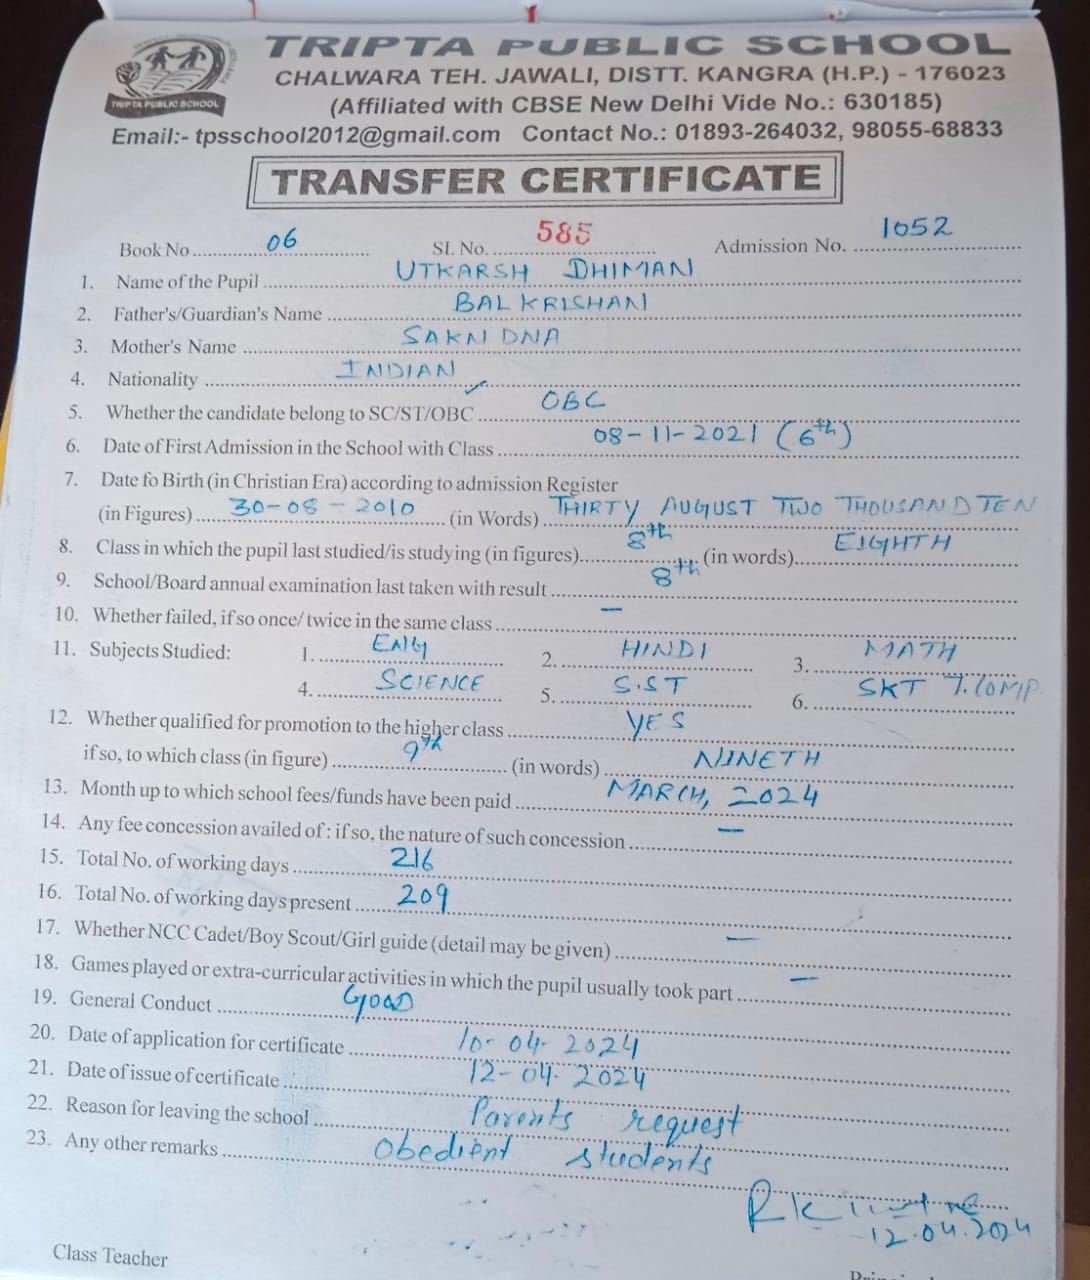 TRIPTA PUBLIC SCHOOL
TRIPTA PUBLIC SCHOOL
CHALWARA TEH. JAWALI, DISTT. KANGRA (H.P.) - 176023
(Affiliated with CBSE New Delhi Vide No.: 630185)
Email:- tpsschool2012@gmail.com Contact No.: 01893-264032, 98055-68833
TRANSFER CERTIFICATE
Book No 06 Sl. No. 585 Admission No. 1052
1. Name of the Pupil UTKARSH DHIMAN
2. Father's/Guardian's Name BAL KRISHAN
3. Mother's Name SAKNDNA
4. Nationality INDIAN
5. Whether the candidate belong to SC/ST/OBC OBC
6. Date of First Admission in the School with Class 08-11-2021 (6th)
7. Date fo Birth (in Christian Era) according to admission Register
(in Figures) 30-08-2010 (in Words) THIRTY AUGUST TWO THOUSAND TEN
8. Class in which the pupil last studied/is studying (in figures) 8th (in words) EIGHTH
9. School/Board annual examination last taken with result 8th
10. Whether failed, if so once/ twice in the same class —
11. Subjects Studied: 1. ENG 2. HINDI 3. MATH
4. SCIENCE 5. S.ST 6. SKT 7. COMP
12. Whether qualified for promotion to the higher class YES
if so, to which class (in figure) 9th (in words) NINETH
13. Month up to which school fees/funds have been paid MARCH, 2024
14. Any fee concession availed of : if so, the nature of such concession —
15. Total No. of working days 216
16. Total No. of working days present 209
17. Whether NCC Cadet/Boy Scout/Girl guide (detail may be given) —
18. Games played or extra-curricular activities in which the pupil usually took part —
19. General Conduct GOOD
20. Date of application for certificate 10-04-2024
21. Date of issue of certificate 12-04-2024
22. Reason for leaving the school Parents request
23. Any other remarks obedient students
12.04.2024
Class Teacher